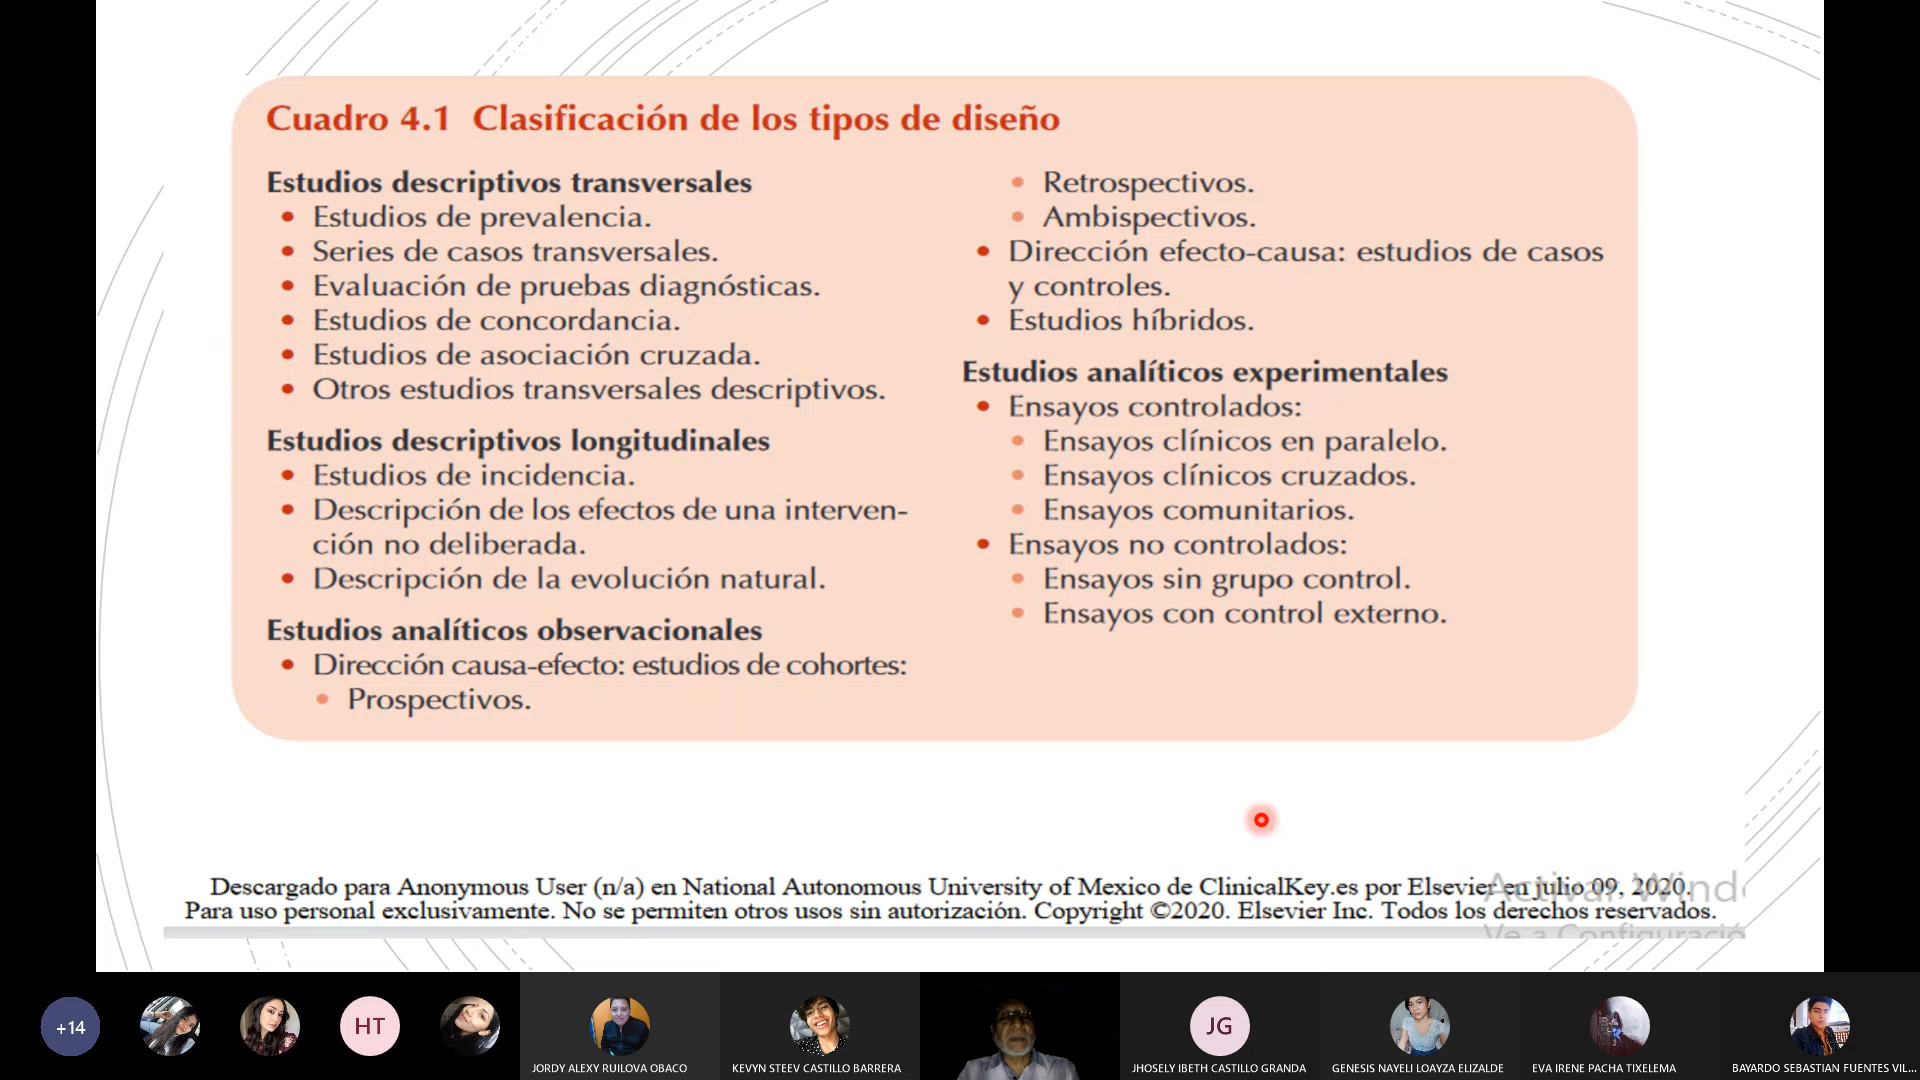 Cuadro 4.1 Clasificación de los tipos de diseño
Estudios descriptivos transversales
• Estudios de prevalencia.
• Series de casos transversales.
• Evaluación de pruebas diagnósticas.
• Estudios de concordancia.
• Estudios de asociación cruzada.
• Otros estudios transversales descriptivos.
Estudios descriptivos longitudinales
• Estudios de incidencia.
• Descripción de los efectos de una interven-
ción no deliberada.
• Descripción de la evolución natural.
Estudios analíticos observacionales
• Dirección causa-efecto: estudios de cohortes:
• Prospectivos.
• Retrospectivos.
• Ambispectivos.
• Dirección efecto-causa: estudios de casos
y controles.
• Estudios híbridos.
Estudios analíticos experimentales
• Ensayos controlados:
• Ensayos clínicos en paralelo.
• Ensayos clínicos cruzados.
• Ensayos comunitarios.
• Ensayos no controlados:
• Ensayos sin grupo control.
• Ensayos con control externo.
Descargado para Anonymous User (n/a) en National Autonomous University of Mexico de ClinicalKey.es por Elsevier en julio 09, 2020.
Para uso personal exclusivamente. No se permiten otros usos sin autorización. Copyright ©2020. Elsevier Inc. Todos los derechos reservados.
Activar Wind
Ve a Configuració
+14
HT
JORDY ALEXY RUILOVA OBACO
KEVYN STEEV CASTILLO BARRERA
JG
JHOSELY IBETH CASTILLO GRANDA
GENESIS NAYELI LOAYZA ELIZALDE
EVA IRENE PACHA TIXELEMA
BAYARDO SEBASTIAN FUENTES VIL...